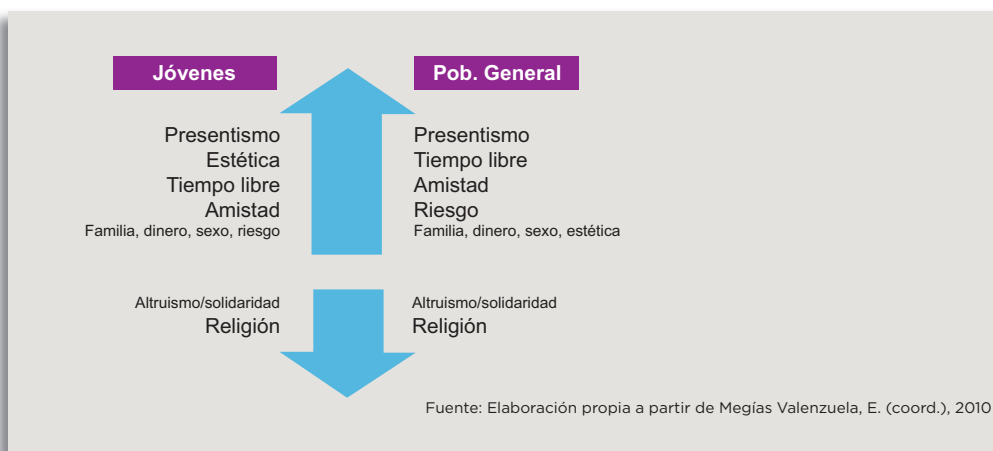 Jóvenes
Presentismo
Estética
Tiempo libre
Amistad
Familia, dinero, sexo, riesgo
Altruismo/solidaridad
Religión
Pob. General
Presentismo
Tiempo libre
Amistad
Riesgo
Familia, dinero, sexo, estética
Altruismo/solidaridad
Religión
Fuente: Elaboración propia a partir de Megías Valenzuela, E. (coord.), 2010